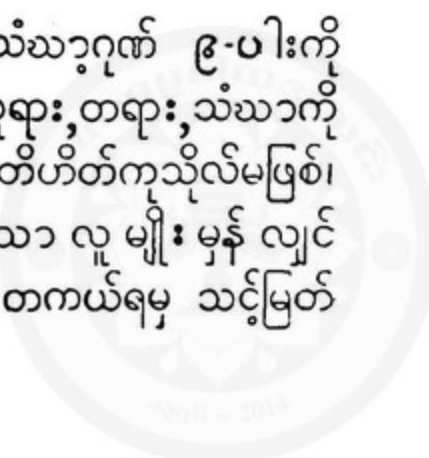 သံဃာ့ဂုဏ် ၉-ပါးကို
ရား,တရား,သံဃာကို
တိဟိတ်ကုသိုလ်မဖြစ်၊
သာ လူ မျိုး မှန် လျှင်
တကယ်ရမှ သင့်မြတ်